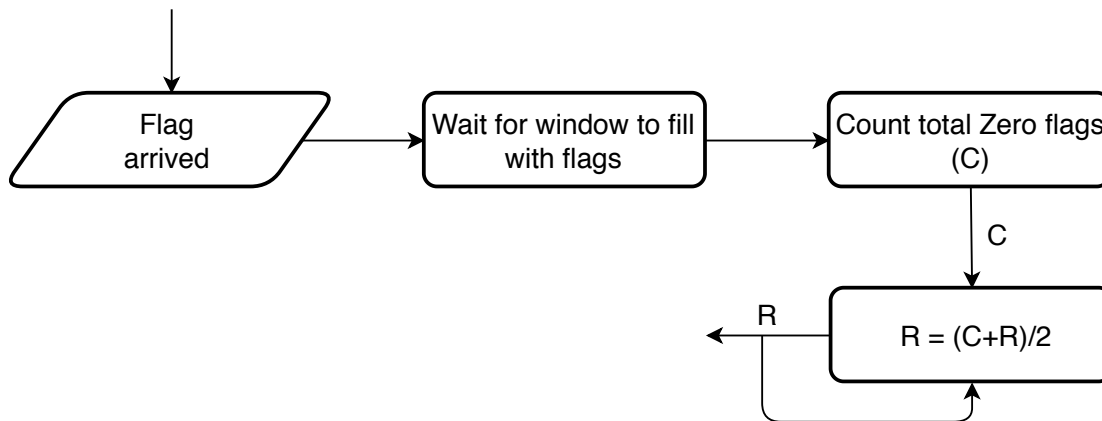 Flag
arrived
Wait for window to fill
with flags
Count total Zero flags
(C)
C
R
R = (C+R)/2